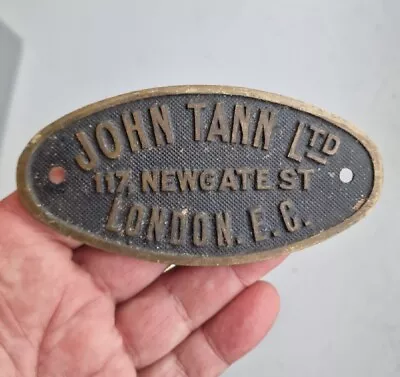 JOHN TANN LTD
117, NEWGATE ST
LONDON. E. C.